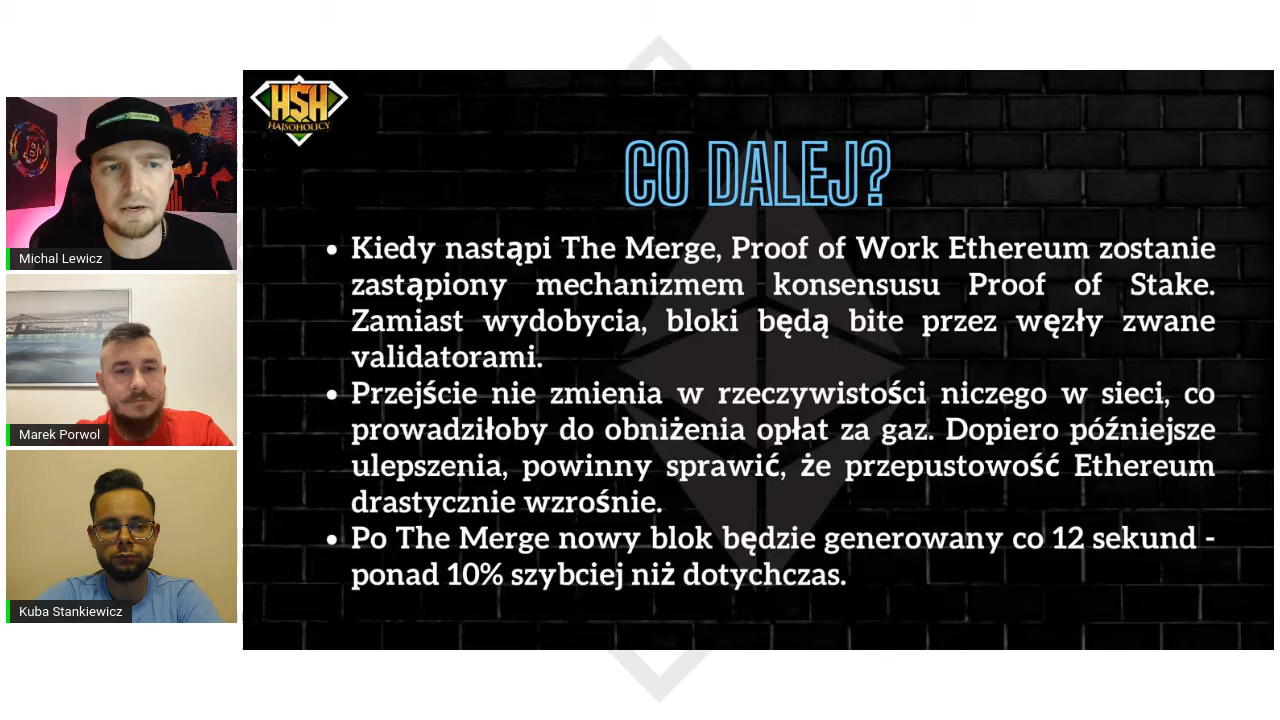 H$H
HAJSOHOLICY
CO DALEJ?
• Kiedy nastąpi The Merge, Proof of Work Ethereum zostanie
zastąpiony mechanizmem konsensusu Proof of Stake.
Zamiast wydobycia, bloki będą bite przez węzły zwane
validatorami.
• Przejście nie zmienia w rzeczywistości niczego w sieci, co
prowadziłoby do obniżenia opłat za gaz. Dopiero późniejsze
ulepszenia, powinny sprawić, że przepustowość Ethereum
drastycznie wzrośnie.
• Po The Merge nowy blok będzie generowany co 12 sekund -
ponad 10% szybciej niż dotychczas.
Michal Lewicz
Marek Porwol
Kuba Stankiewicz